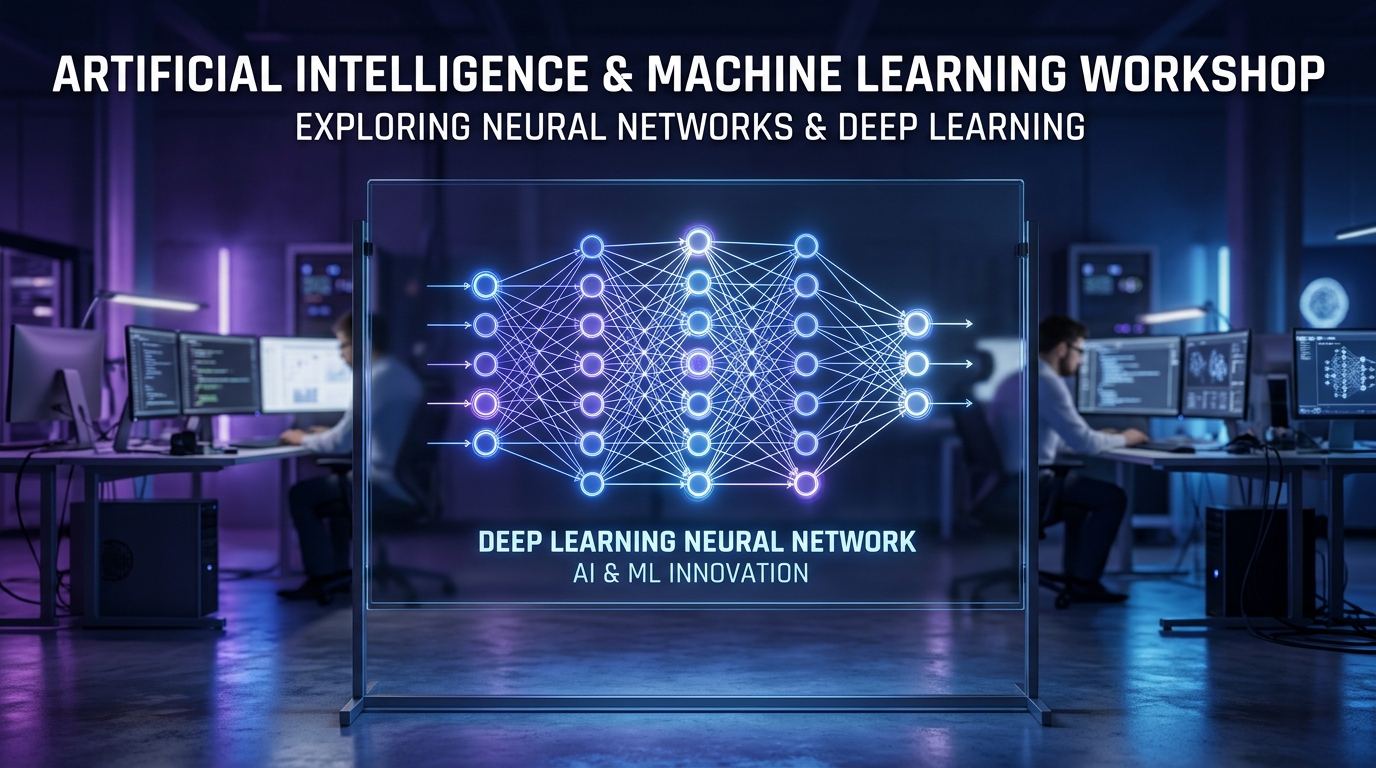 ARTIFICIAL INTELLIGENCE & MACHINE LEARNING WORKSHOP
EXPLORING NEURAL NETWORKS & DEEP LEARNING
DEEP LEARNING NEURAL NETWORK
AI & ML INNOVATION